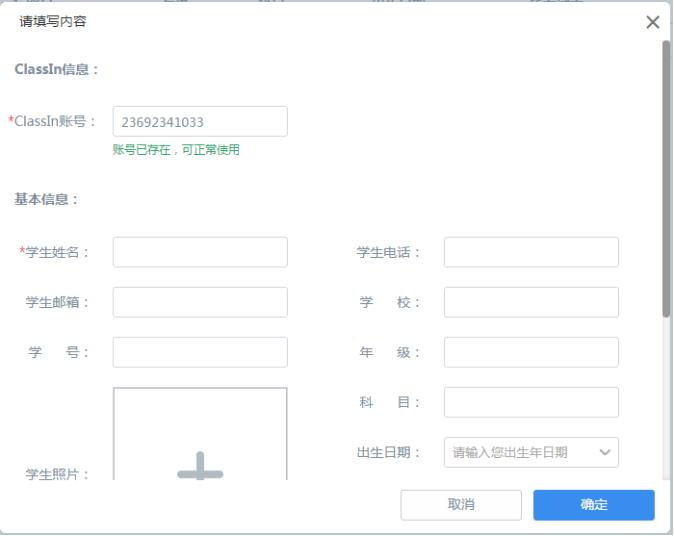 请填写内容
ClassIn信息：
*ClassIn账号： 23692341033
账号已存在，可正常使用
基本信息：
*学生姓名： 学生电话：
学生邮箱： 学 校：
学 号： 年 级：
科 目：
出生日期： 请输入您出生年日期
学生照片：
取消 确定